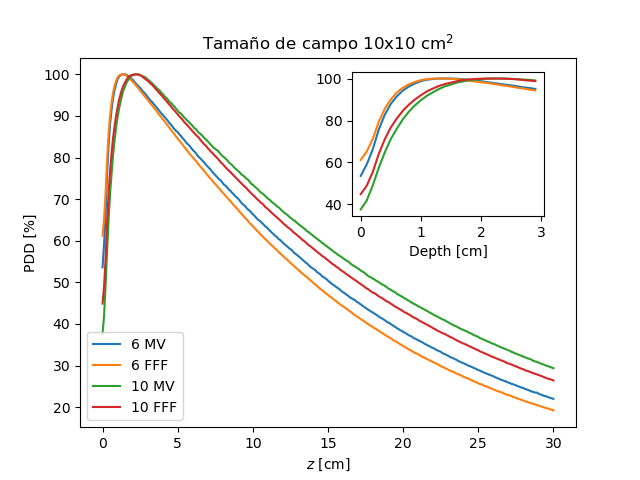 Tamaño de campo 10x10 cm²
PDD [%]
100
90
80
70
60
50
40
30
20
100
80
60
40
0 1 2 3
Depth [cm]
6 MV
6 FFF
10 MV
10 FFF
0 5 10 15 20 25 30
z [cm]